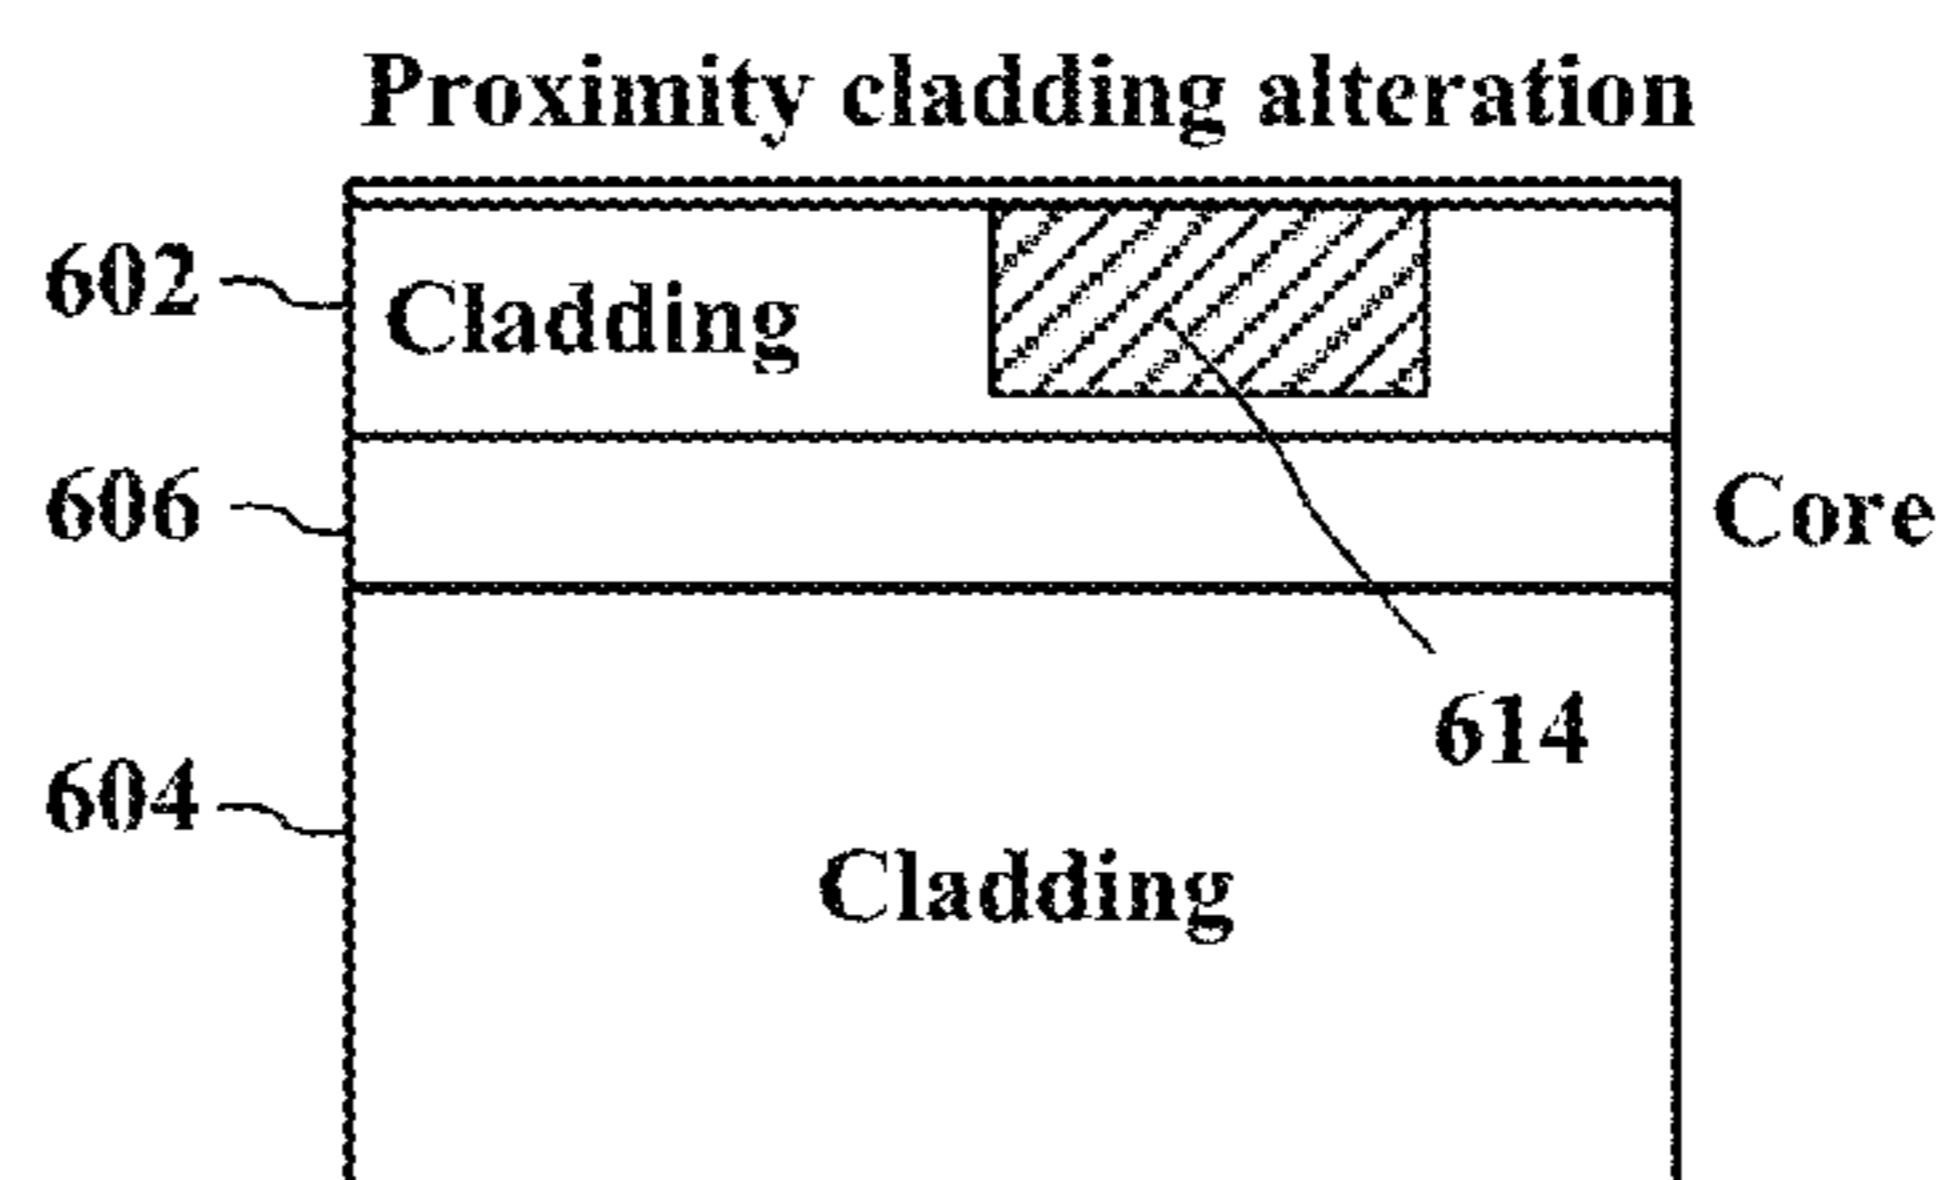 Proximity cladding alteration
602
Cladding
606
Core
614
604
Cladding